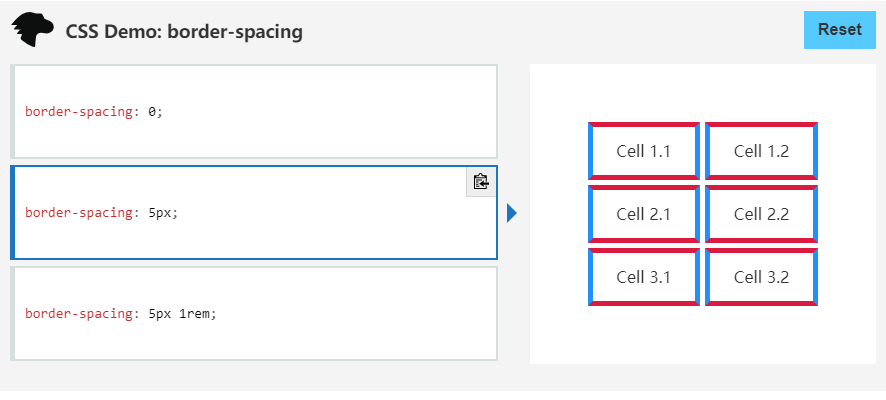 CSS Demo: border-spacing
Reset
border-spacing: 0;
border-spacing: 5px;
border-spacing: 5px 1rem;
Cell 1.1 Cell 1.2
Cell 2.1 Cell 2.2
Cell 3.1 Cell 3.2